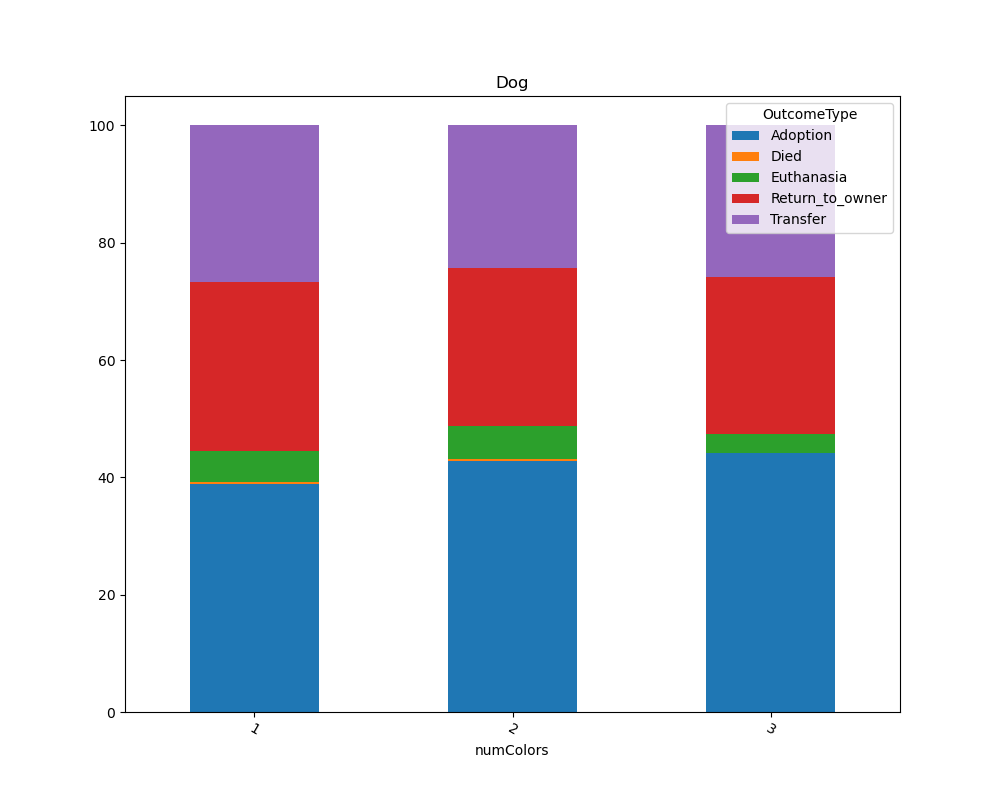 Dog
OutcomeType
Adoption
Died
Euthanasia
Return_to_owner
Transfer
100
80
60
40
20
0
1
2
3
numColors